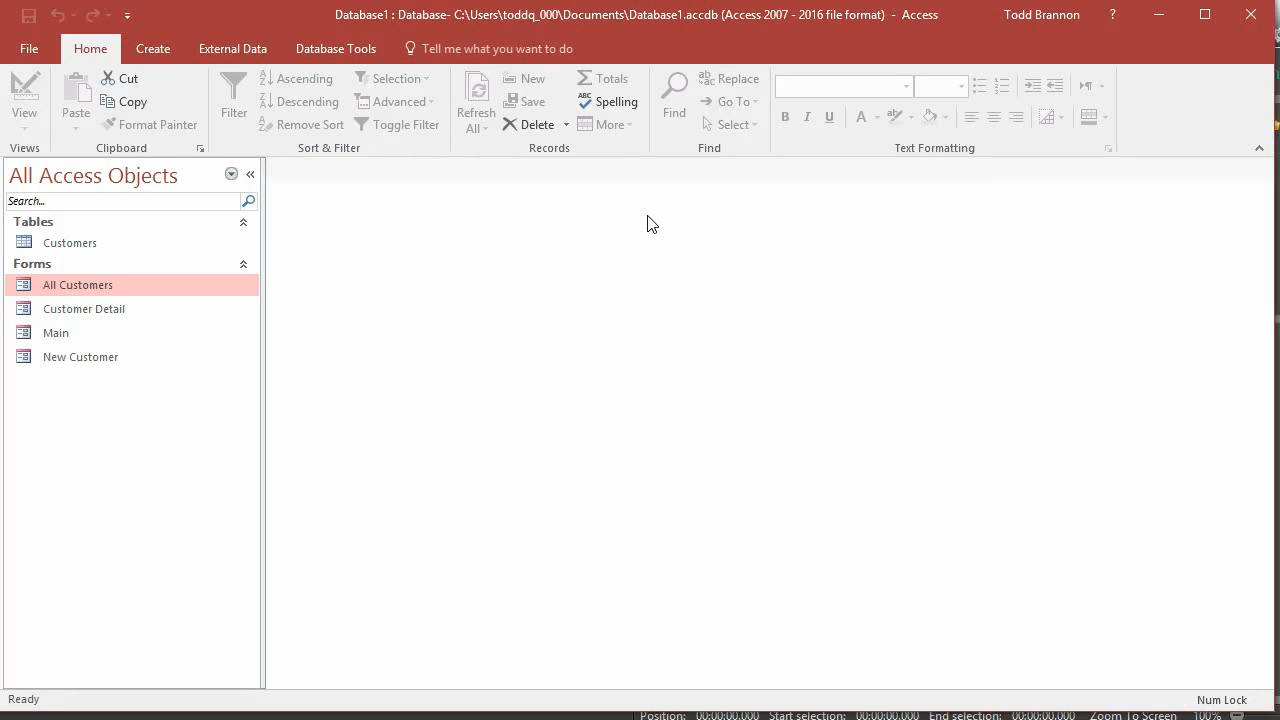 Database1 : Database- C:\Users\toddq_000\Documents\Database1.accdb (Access 2007 - 2016 file format) - Access
Todd Brannon
?
File
Home
Create
External Data
Database Tools
Tell me what you want to do
View
Views
Paste
Cut
Copy
Format Painter
Clipboard
Filter
Ascending
Descending
Remove Sort
Selection
Advanced
Toggle Filter
Sort & Filter
Refresh
All
New
Save
Delete
Totals
Spelling
More
Records
Find
Replace
Go To
Select
Find
B I U A
Text Formatting
All Access Objects
Search...
Tables
Customers
Forms
All Customers
Customer Detail
Main
New Customer
Ready
Num Lock
Position: 00:00:00.000 Start selection: 00:00:00.000 End selection: 00:00:00.000 Zoom To Screen 100%